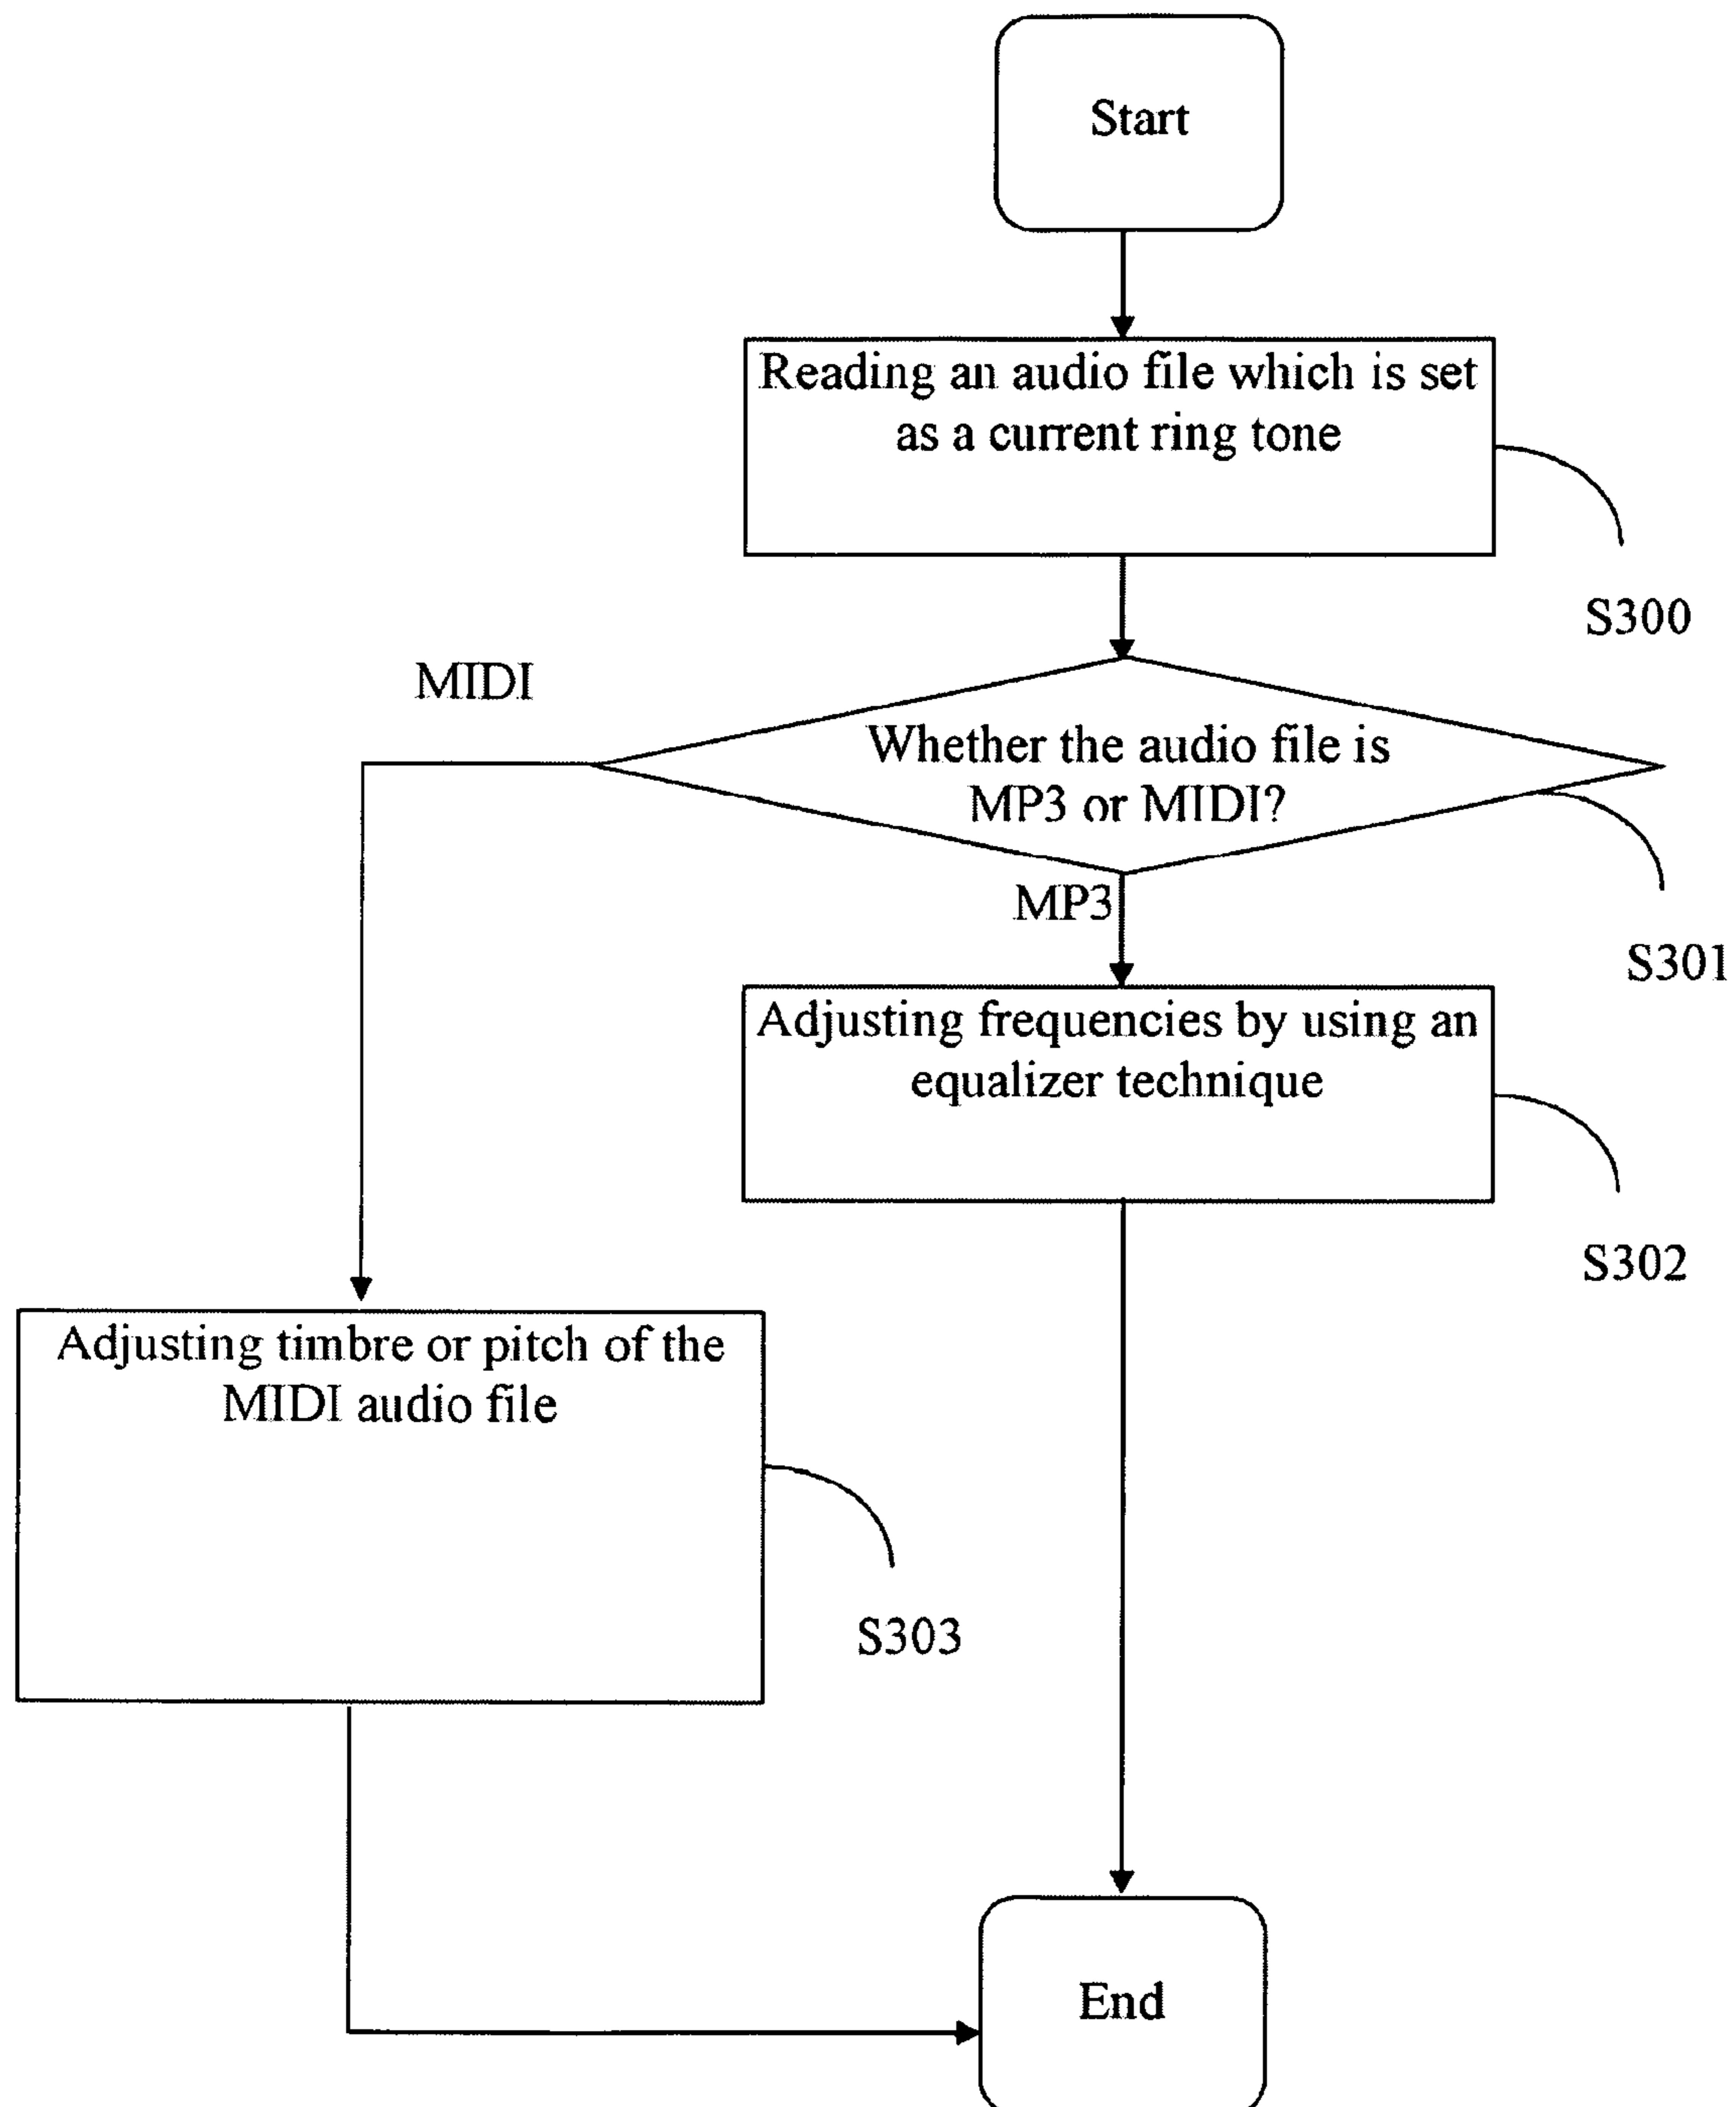 Start
Reading an audio file which is set
as a current ring tone
S300
MIDI
Whether the audio file is
MP3 or MIDI?
MP3
S301
Adjusting frequencies by using an
equalizer technique
S302
Adjusting timbre or pitch of the
MIDI audio file
S303
End